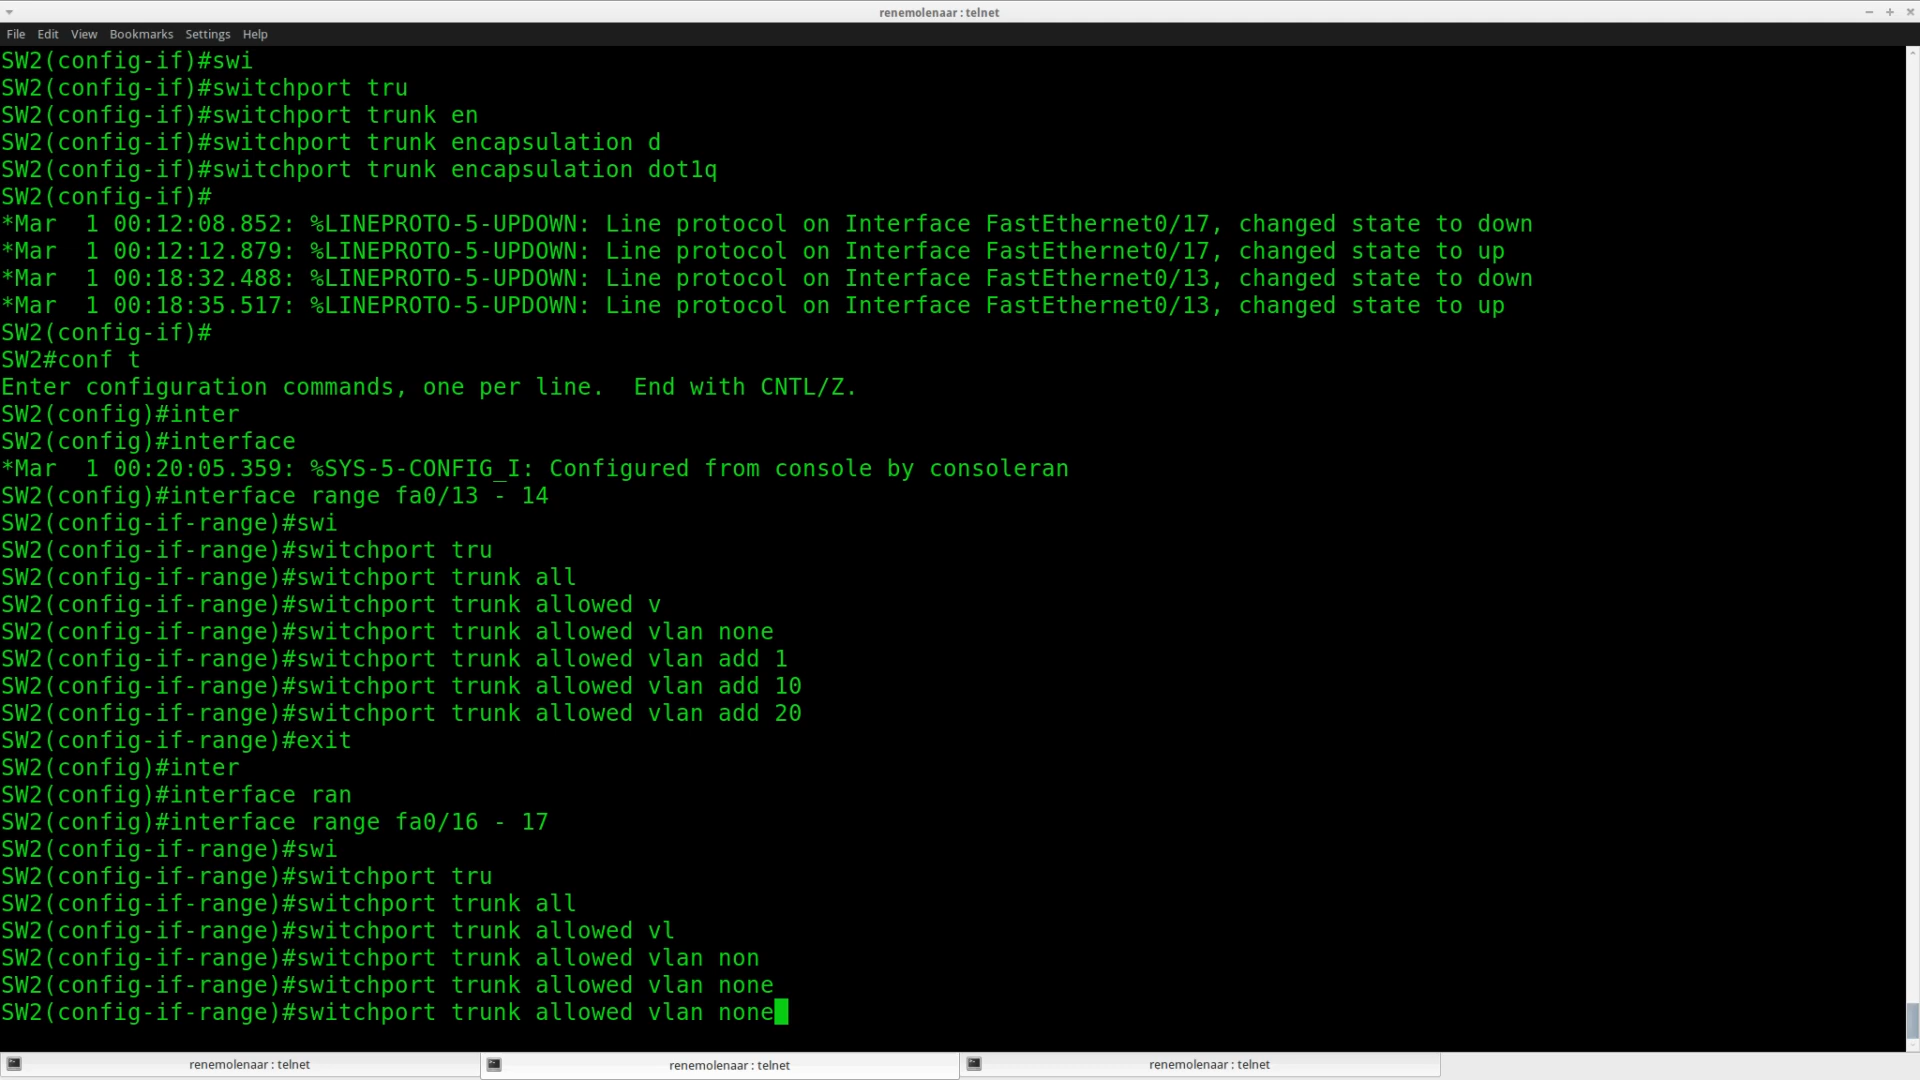 renemolenaar : telnet
File Edit View Bookmarks Settings Help
SW2(config-if)#swi
SW2(config-if)#switchport tru
SW2(config-if)#switchport trunk en
SW2(config-if)#switchport trunk encapsulation d
SW2(config-if)#switchport trunk encapsulation dot1q
SW2(config-if)#
*Mar  1 00:12:08.852: %LINEPROTO-5-UPDOWN: Line protocol on Interface FastEthernet0/17, changed state to down
*Mar  1 00:12:12.879: %LINEPROTO-5-UPDOWN: Line protocol on Interface FastEthernet0/17, changed state to up
*Mar  1 00:18:32.488: %LINEPROTO-5-UPDOWN: Line protocol on Interface FastEthernet0/13, changed state to down
*Mar  1 00:18:35.517: %LINEPROTO-5-UPDOWN: Line protocol on Interface FastEthernet0/13, changed state to up
SW2(config-if)#
SW2#conf t
Enter configuration commands, one per line.  End with CNTL/Z.
SW2(config)#inter
SW2(config)#interface
*Mar  1 00:20:05.359: %SYS-5-CONFIG_I: Configured from console by consoleran
SW2(config)#interface range fa0/13 - 14
SW2(config-if-range)#swi
SW2(config-if-range)#switchport tru
SW2(config-if-range)#switchport trunk all
SW2(config-if-range)#switchport trunk allowed v
SW2(config-if-range)#switchport trunk allowed vlan none
SW2(config-if-range)#switchport trunk allowed vlan add 1
SW2(config-if-range)#switchport trunk allowed vlan add 10
SW2(config-if-range)#switchport trunk allowed vlan add 20
SW2(config-if-range)#exit
SW2(config)#inter
SW2(config)#interface ran
SW2(config)#interface range fa0/16 - 17
SW2(config-if-range)#swi
SW2(config-if-range)#switchport tru
SW2(config-if-range)#switchport trunk all
SW2(config-if-range)#switchport trunk allowed vl
SW2(config-if-range)#switchport trunk allowed vlan non
SW2(config-if-range)#switchport trunk allowed vlan none
SW2(config-if-range)#switchport trunk allowed vlan none
renemolenaar : telnet
renemolenaar : telnet
renemolenaar : telnet